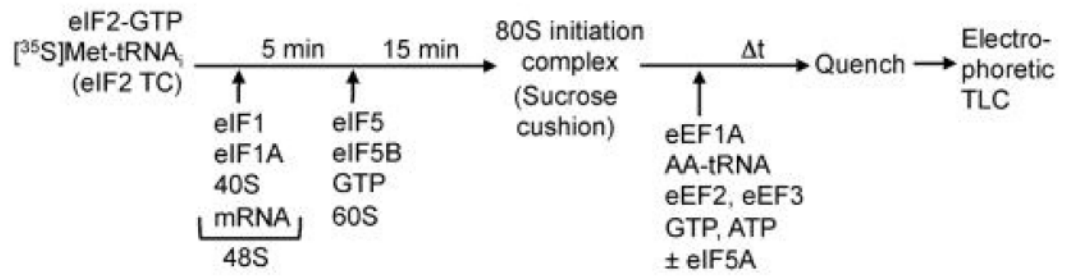 eIF2-GTP
[³⁵S]Met-tRNAᵢ
(eIF2 TC)
5 min
15 min
eIF1
eIF1A
40S
mRNA
48S
eIF5
eIF5B
GTP
60S
80S initiation
complex
(Sucrose
cushion)
Δt
eEF1A
AA-tRNA
eEF2, eEF3
GTP, ATP
± eIF5A
Quench
Electro-
phoretic
TLC